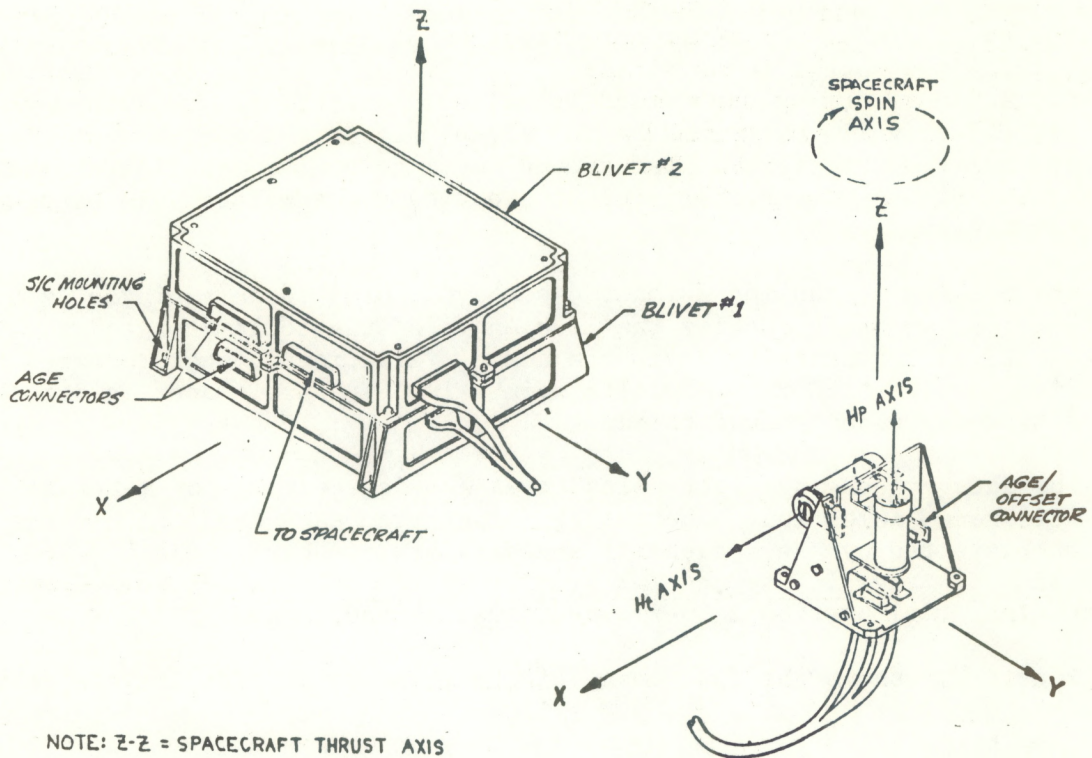 Z
SPACECRAFT
SPIN
AXIS
BLIVET #2
Z
S/C MOUNTING
HOLES
BLIVET #1
AGE
CONNECTORS
HP AXIS
AGE/
OFFSET
CONNECTOR
X
Y
TO SPACECRAFT
Ht AXIS
X
Y
NOTE: Z-Z = SPACECRAFT THRUST AXIS